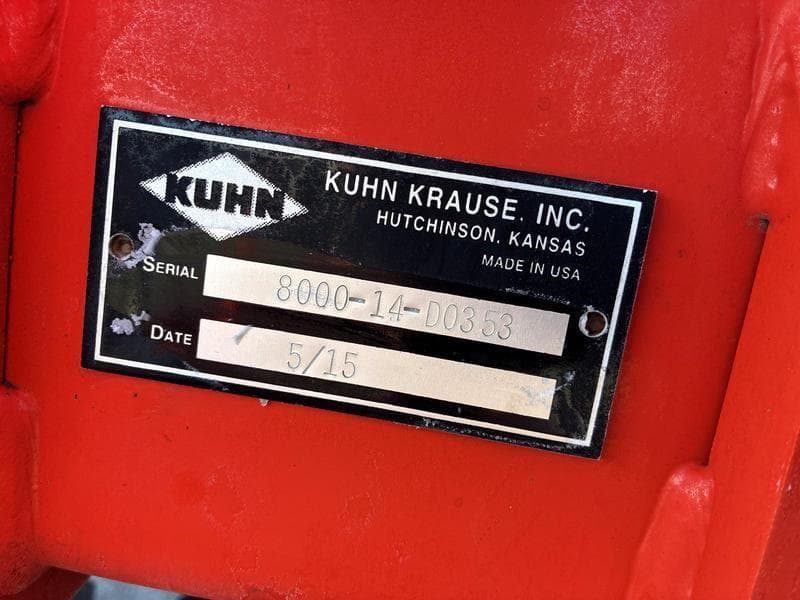 KUHN
KUHN KRAUSE, INC.
HUTCHINSON, KANSAS
MADE IN USA
SERIAL 8000-14-D0353
DATE 5/15